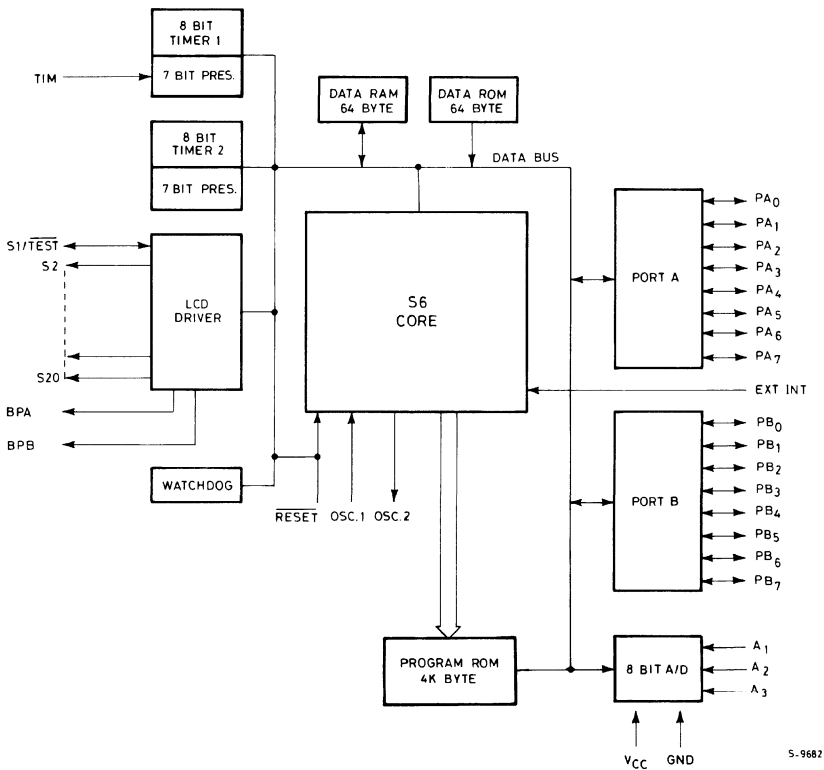 8 BIT
TIMER 1
7 BIT PRES.
TIM
DATA RAM
64 BYTE
DATA ROM
64 BYTE
8 BIT
TIMER 2
7 BIT PRES.
DATA BUS
S1/TEST
S2
S20
LCD
DRIVER
BPA
BPB
WATCHDOG
S6
CORE
RESET OSC.1 OSC.2
PORT A
PA0
PA1
PA2
PA3
PA4
PA5
PA6
PA7
EXT INT
PORT B
PB0
PB1
PB2
PB3
PB4
PB5
PB6
PB7
PROGRAM ROM
4K BYTE
8 BIT A/D
A1
A2
A3
VCC GND
S-9682